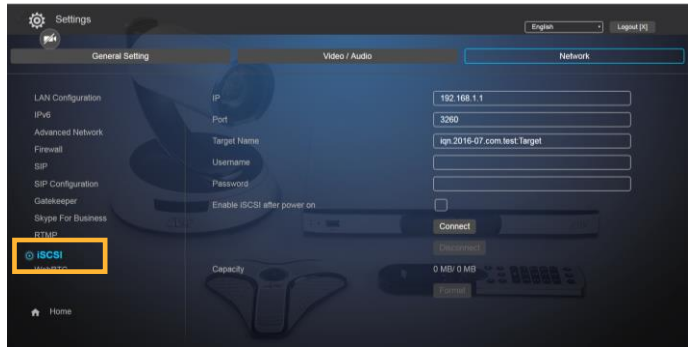 Settings
English
Logout [X]
General Setting
Video / Audio
Network
LAN Configuration
IPv6
Advanced Network
Firewall
SIP
SIP Configuration
Gatekeeper
Skype For Business
RTMP
iSCSI
WebRTC
Home
IP
192.168.1.1
Port
3260
Target Name
iqn.2016-07.com.test:Target
Username
Password
Enable iSCSI after power on
Connect
Disconnect
Capacity
0 MB/ 0 MB
Format